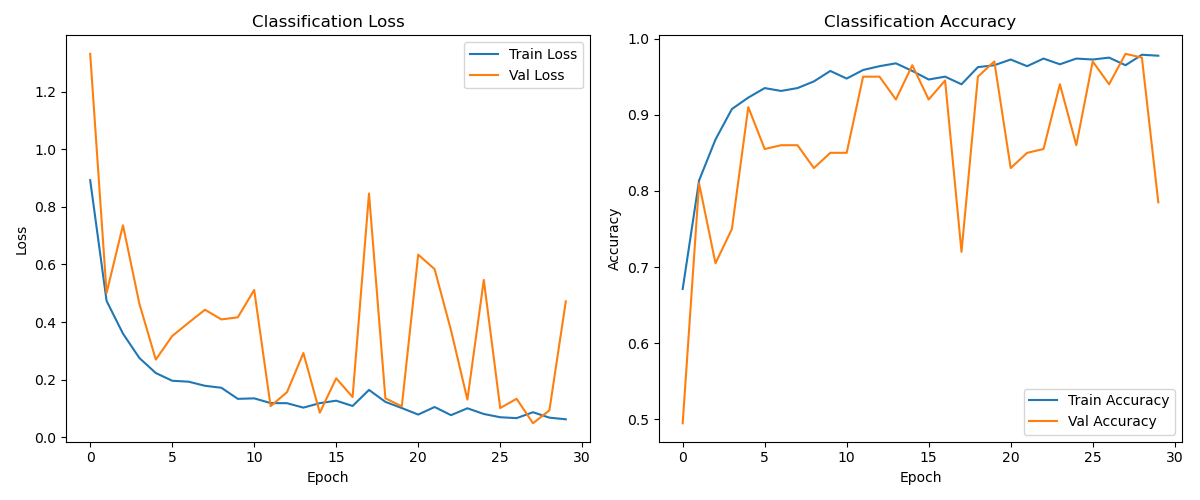 Classification Loss
Train Loss
Val Loss
1.2
1.0
0.8
0.6
0.4
0.2
0.0
Loss
0
5
10
15
20
25
30
Epoch
Classification Accuracy
1.0
0.9
0.8
0.7
0.6
0.5
Accuracy
Train Accuracy
Val Accuracy
0
5
10
15
20
25
30
Epoch